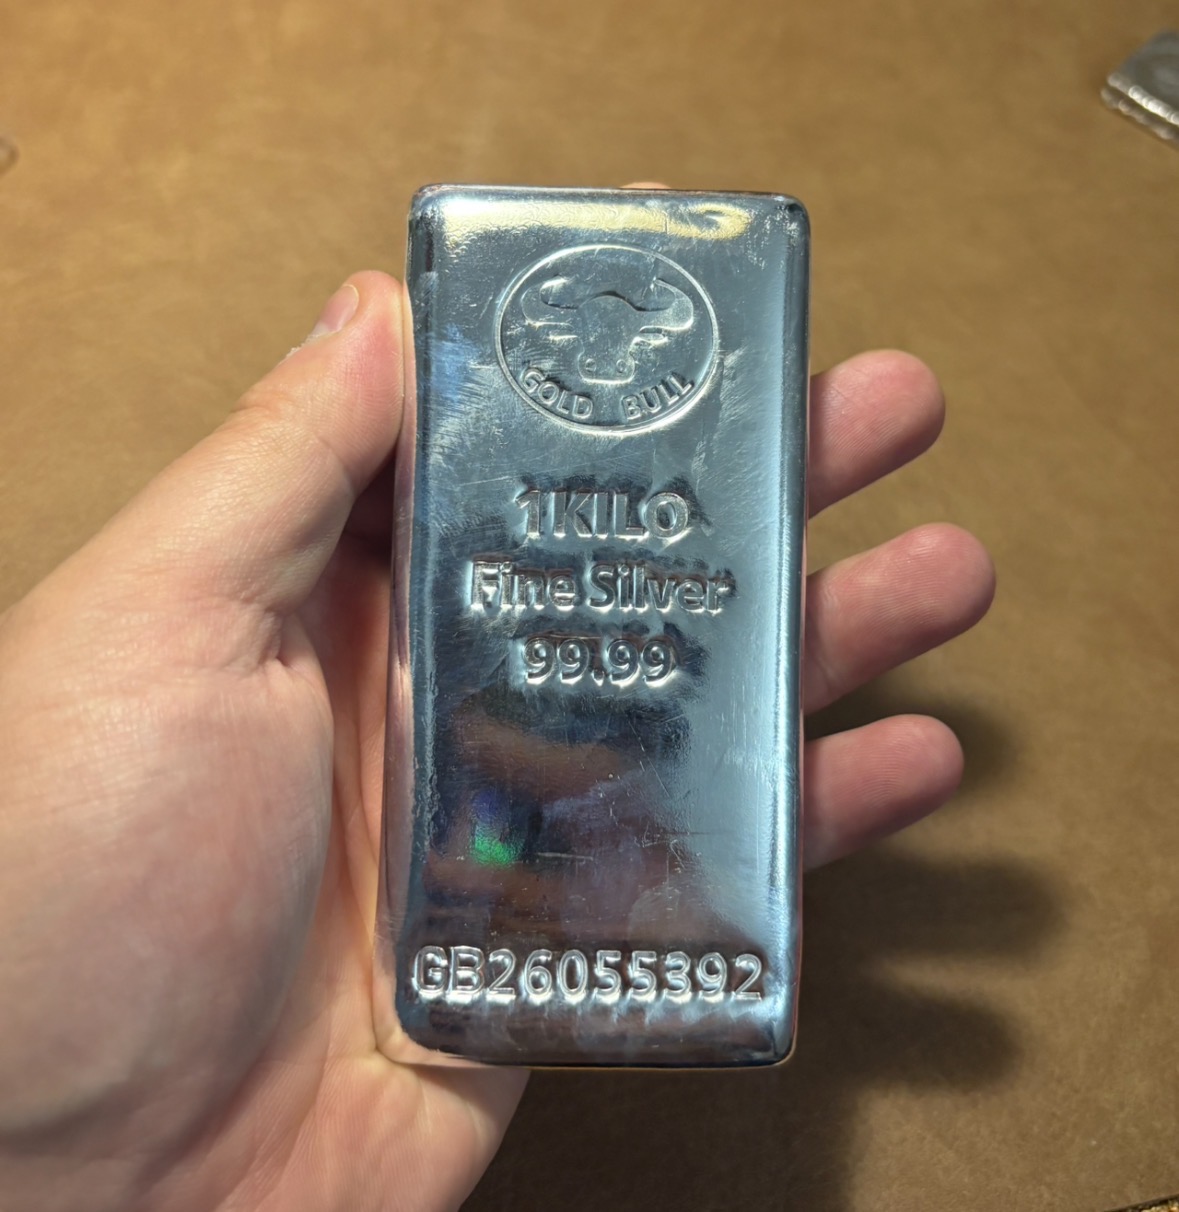 GOLD BULL
1KILO
Fine Silver
99.99
GB26055392